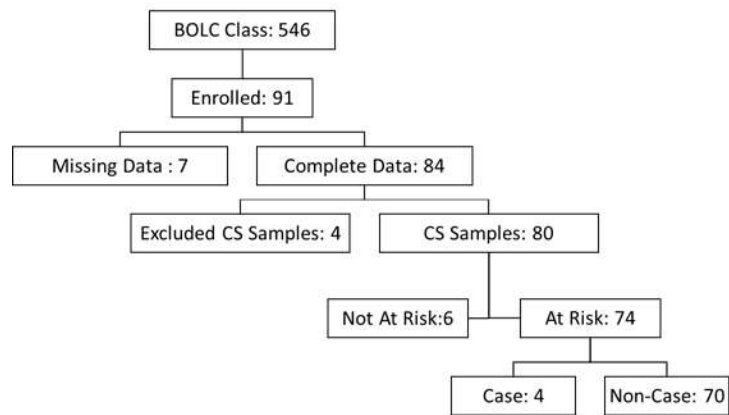 BOLC Class: 546
Enrolled: 91
Missing Data : 7
Complete Data: 84
Excluded CS Samples: 4
CS Samples: 80
Not At Risk:6
At Risk: 74
Case: 4
Non-Case: 70